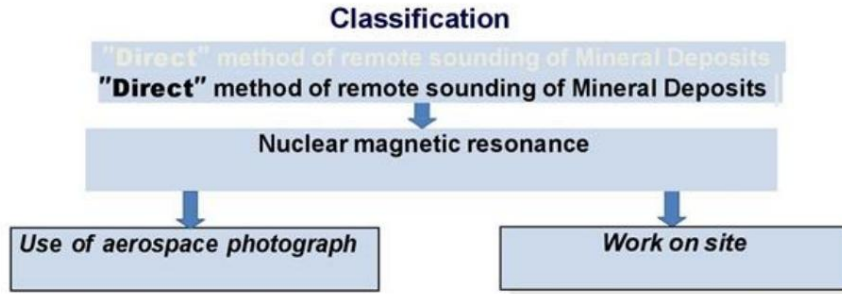 Classification
"Direct" method of remote sounding of Mineral Deposits
"Direct" method of remote sounding of Mineral Deposits
Nuclear magnetic resonance
Use of aerospace photograph
Work on site